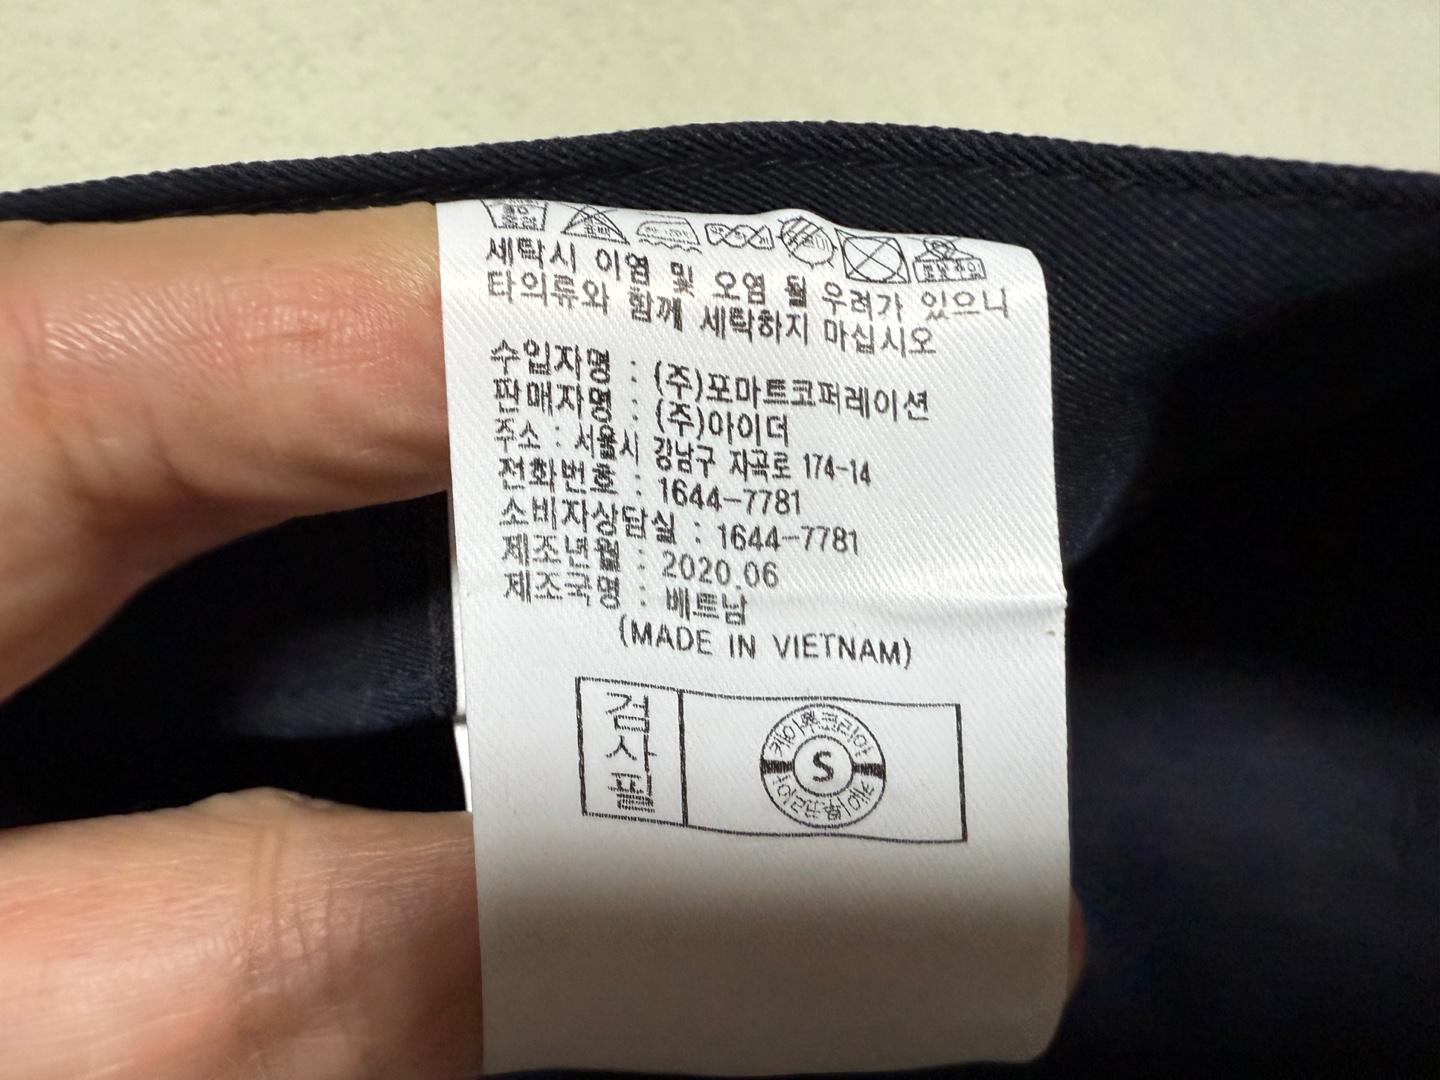 세탁시 이염 및 오염 될 우려가 있으니
타의류와 함께 세탁하지 마십시오
수입자명 : (주)포마트코퍼레이션
판매자명 : (주)아이더
주소 : 서울시 강남구 자곡로 174-14
전화번호 : 1644-7781
소비자상담실 : 1644-7781
제조년월 : 2020.06
제조국명 : 베트남
(MADE IN VIETNAM)
검사필
S